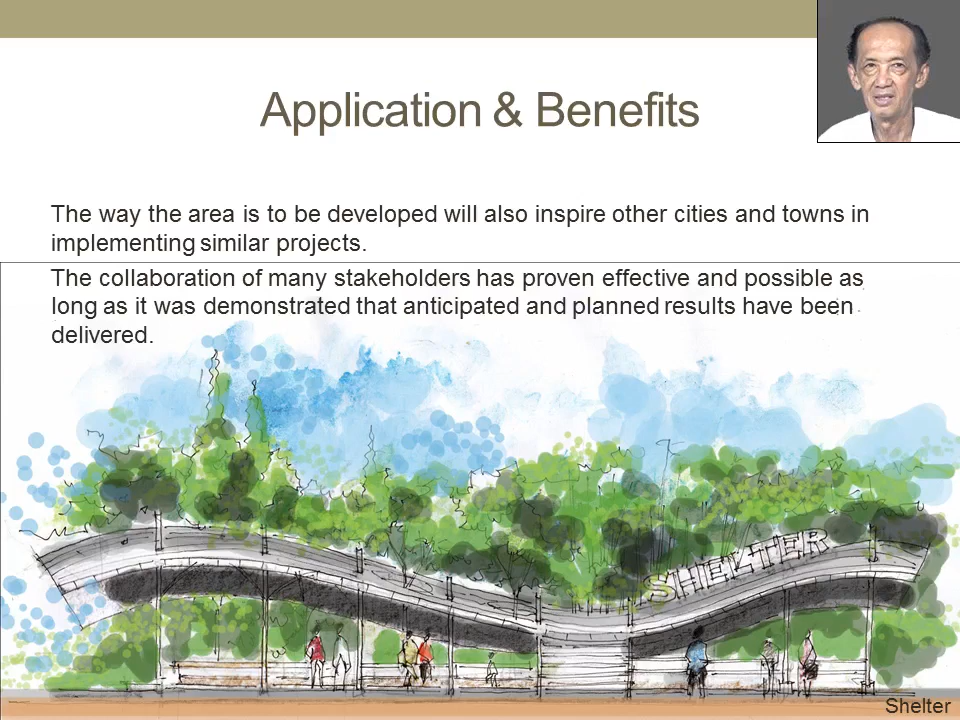 Application & Benefits
The way the area is to be developed will also inspire other cities and towns in
implementing similar projects.
The collaboration of many stakeholders has proven effective and possible as
long as it was demonstrated that anticipated and planned results have been
delivered.
SHELTER
Shelter